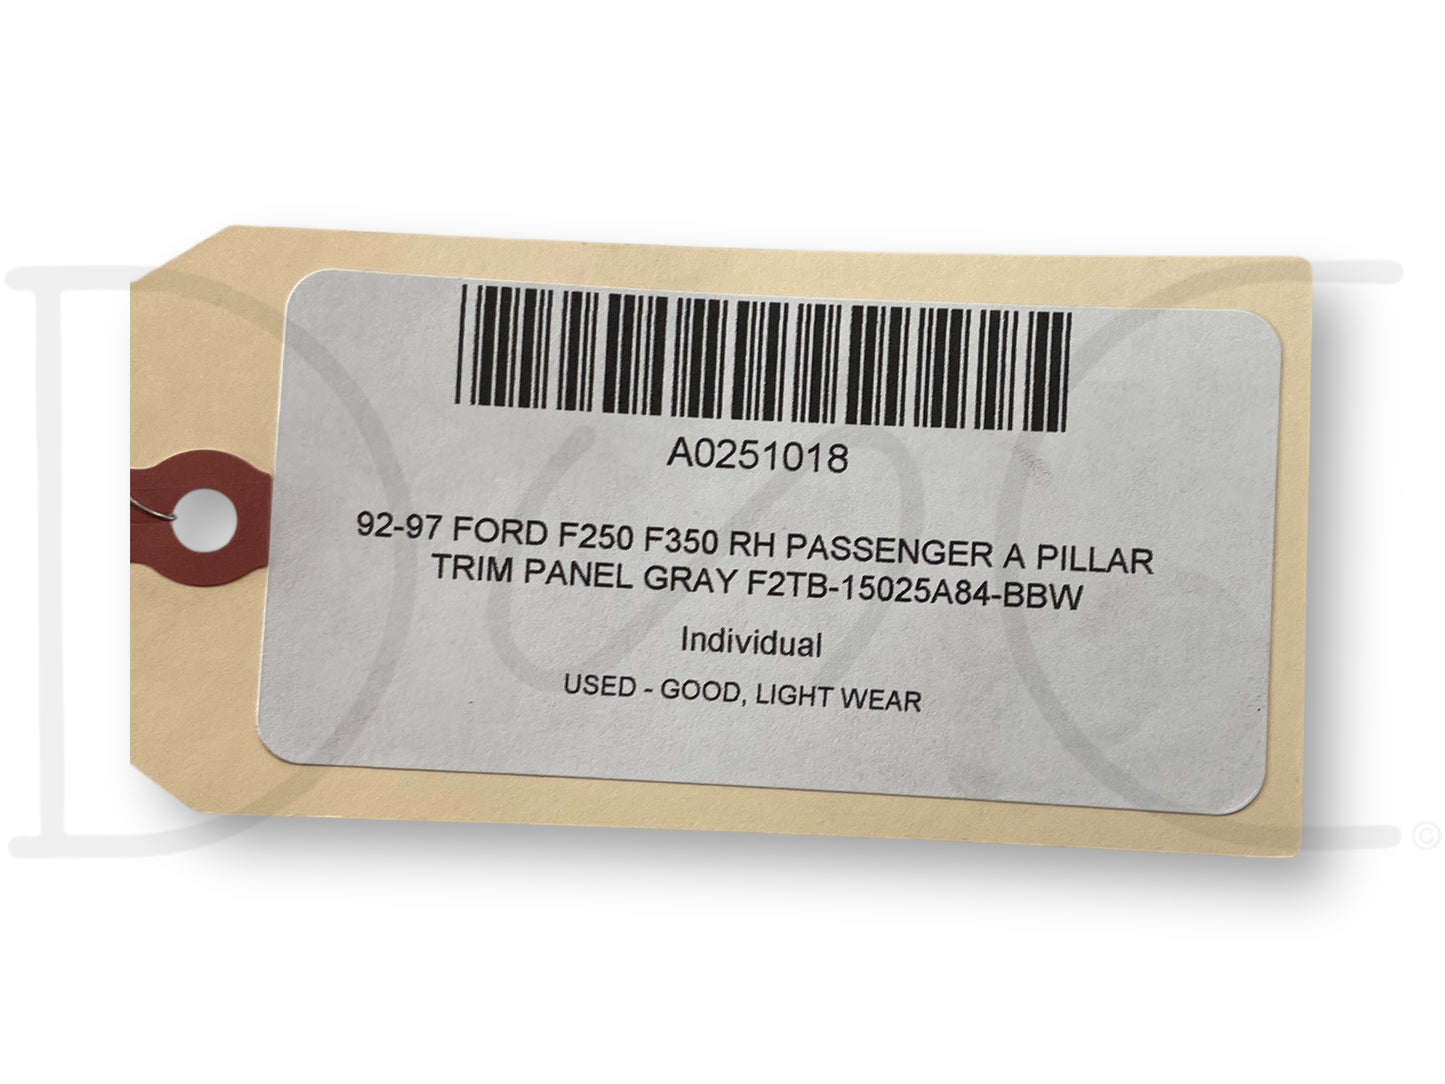 A0251018
92-97 FORD F250 F350 RH PASSENGER A PILLAR
TRIM PANEL GRAY F2TB-15025A84-BBW
Individual
USED - GOOD, LIGHT WEAR
D C ©